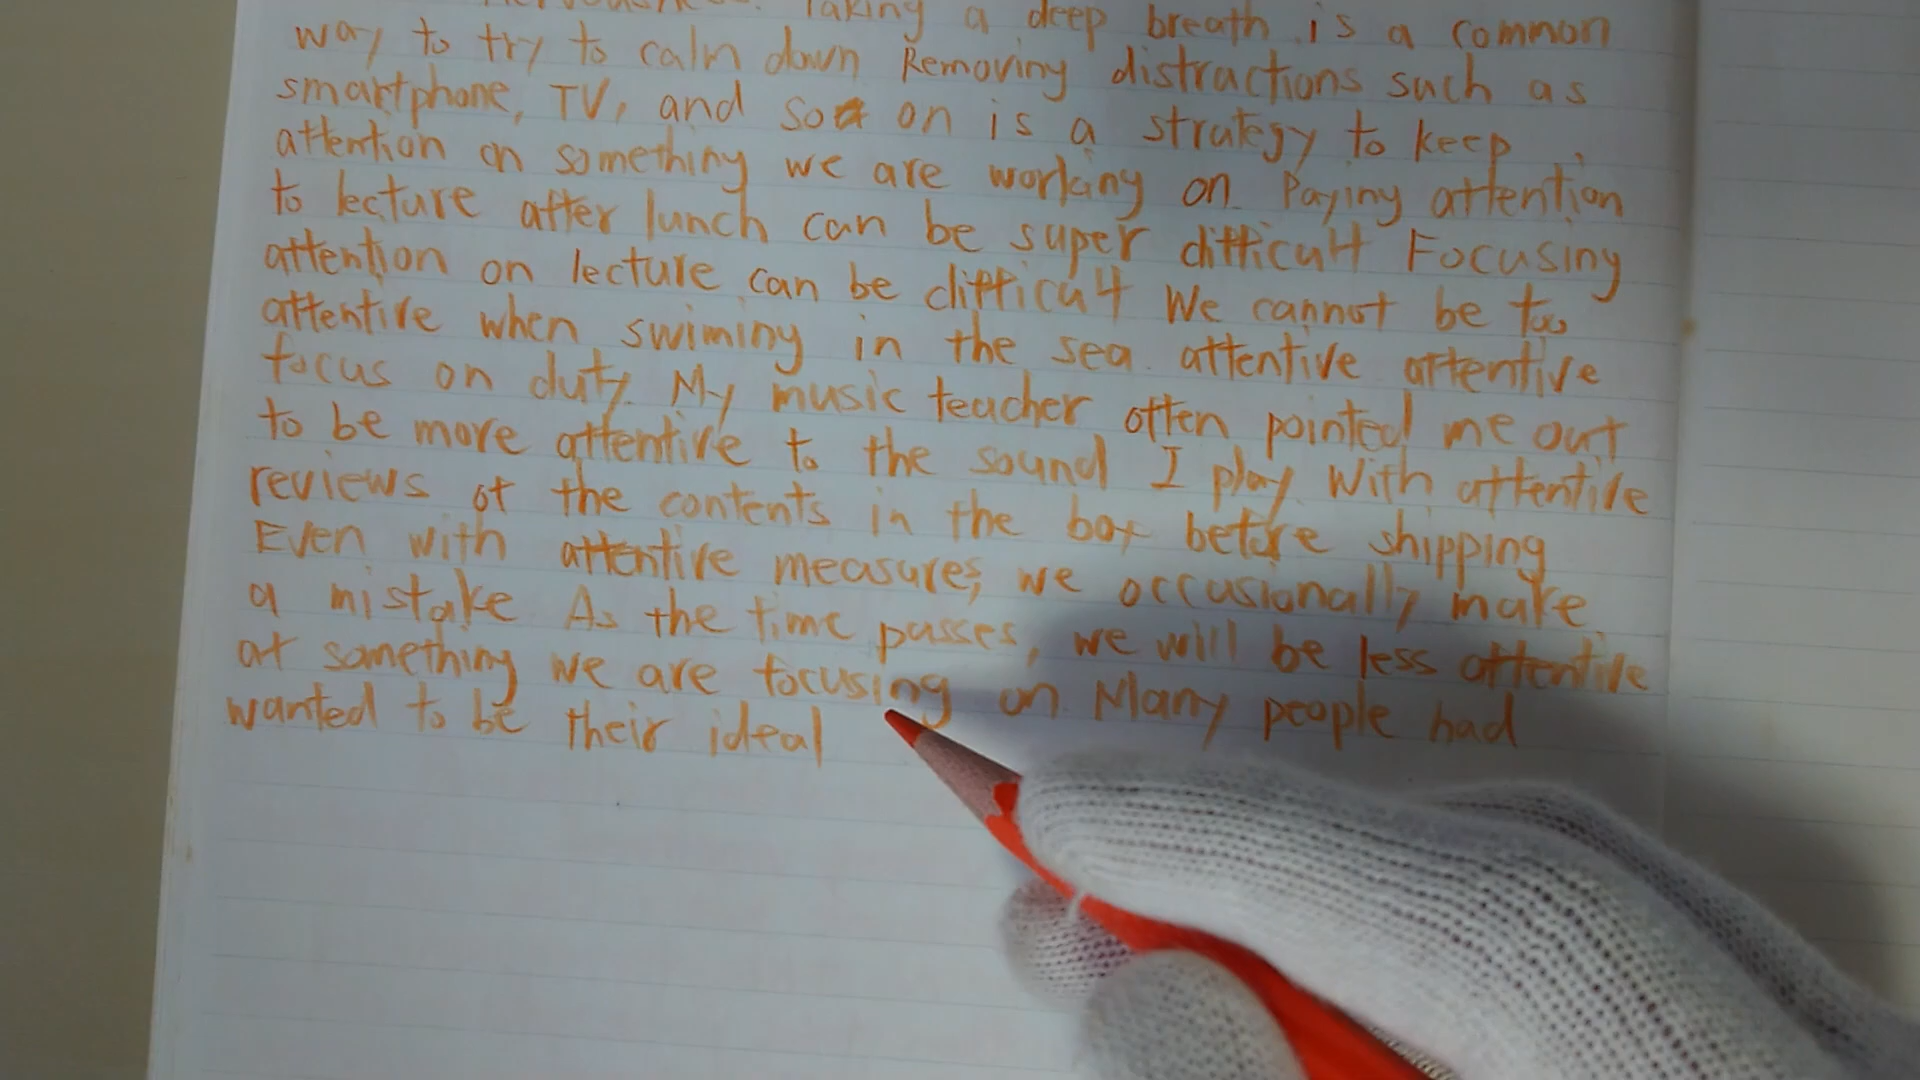 Taking a deep breath is a common
way to try to calm down Removing distractions such as
smartphone, TV, and so on is a strategy to keep
attention on something we are working on. Paying attention
to lecture after lunch can be super difficult Focusing
attention on lecture can be difficult We cannot be too
attentive when swiming in the sea. attentive attentive
focus on duty. My music teacher often pointed me out
to be more attentive to the sound I play. With attentive
reviews of the contents in the box before shipping
Even with attentive measures, we occusionally make
a mistake As the time passes, we will be less attentive
at something we are focusing on. Many people had
wanted to be their ideal